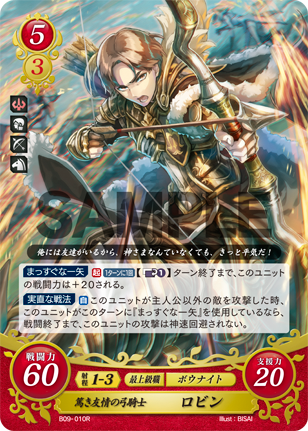 5
3
SAMPLE
俺には友達がいるから、神さまなんていなくても、きっと平気だ!
まっすぐな一矢 起 1ターンに1回 (1)ターン終了まで、このユニット
の戦闘力は+20される。
実直な戦法 自 このユニットが主人公以外の敵を攻撃した時、
このユニットがこのターンに『まっすぐな一矢』を使用しているなら、
戦闘終了まで、このユニットの攻撃は神速回避されない。
戦闘力
60
射程 1-3 最上級職 ボウナイト
支援力
20
篤き友情の弓騎士 ロビン
B09-010R
Illust:BISAI